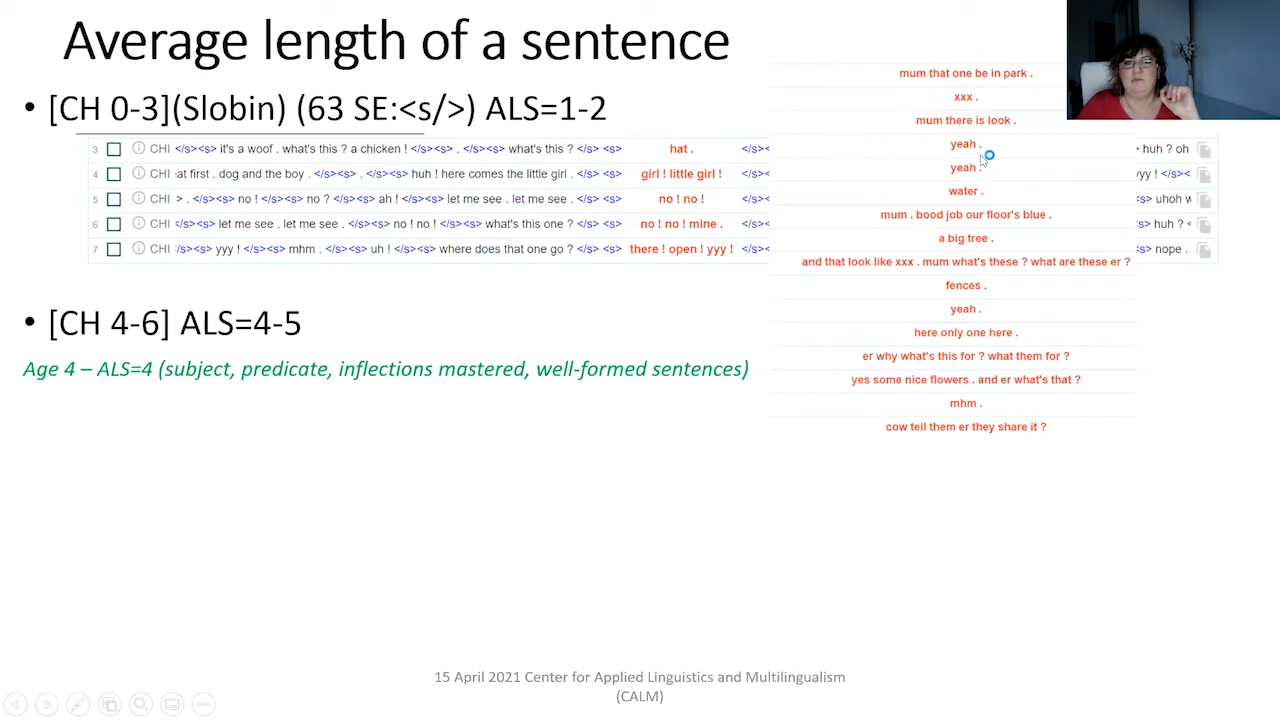 Average length of a sentence
• [CH 0-3](Slobin) (63 SE:<s/>) ALS=1-2
3 CHI </s><s> it's a woof . what's this ? a chicken ! </s><s> . </s><s> what's this ? </s> <s> hat . </s><
4 CHI :at first . dog and the boy . </s><s> . </s><s> huh ! here comes the little girl . </s> <s> girl ! little girl ! </s><
5 CHI > . </s><s> no ! </s><s> no ? </s><s> ah ! </s><s> let me see . let me see . </s> <s> no ! no ! </s><
6 CHI </s><s> let me see . let me see . </s><s> no ! no ! </s><s> what's this one ? </s> <s> no ! no ! mine . </s><
7 CHI :/s><s> yyy ! </s><s> mhm . </s><s> uh ! </s><s> where does that one go ? </s> <s> there ! open ! yyy ! </s><
mum that one be in park .
xxx .
mum there is look .
yeah .
yeah .
water .
mum . bood job our floor's blue .
a big tree .
and that look like xxx . mum what's these ? what are these er ?
fences .
yeah .
here only one here .
er why what's this for ? what them for ?
yes some nice flowers . and er what's that ?
mhm .
cow tell them er they share it ?
> huh ? oh
yyy ! </s><
<s> uhoh w
<s> huh ? <
s> nope .
• [CH 4-6] ALS=4-5
Age 4 – ALS=4 (subject, predicate, inflections mastered, well-formed sentences)
15 April 2021 Center for Applied Linguistics and Multilingualism
(CALM)